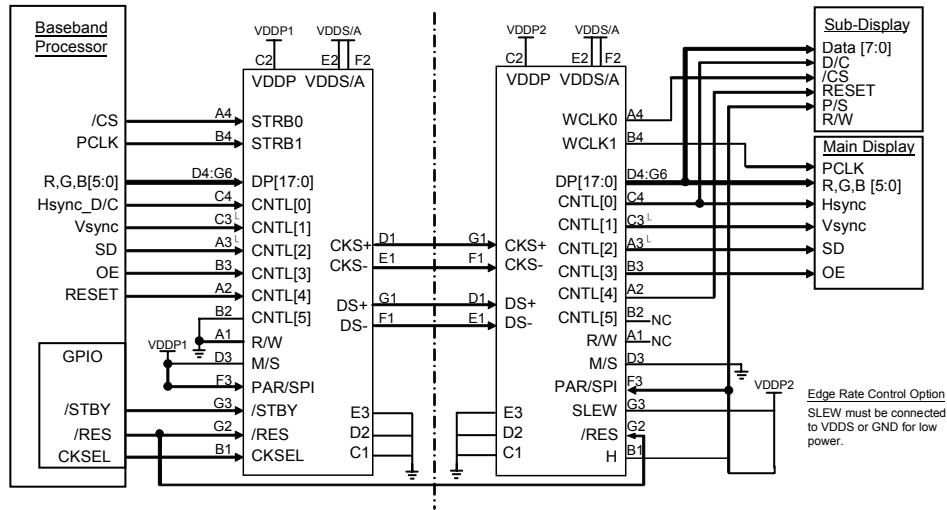 Baseband
Processor
/CS
PCLK
R,G,B[5:0]
Hsync_D/C
Vsync
SD
OE
RESET
GPIO
/STBY
/RES
CKSEL
VDDP1
VDDS/A
C2
E2
F2
VDDP
VDDS/A
A4
STRB0
B4
STRB1
D4:G6
DP[17:0]
C4
CNTL[0]
C3 L
CNTL[1]
A3 L
CNTL[2]
B3
CNTL[3]
A2
CNTL[4]
B2
CNTL[5]
A1
R/W
VDDP1
D3
M/S
F3
PAR/SPI
G3
/STBY
G2
/RES
B1
CKSEL
CKS+
D1
CKS-
E1
DS+
G1
DS-
F1
E3
D2
C1
VDDP2
VDDS/A
C2
E2
F2
VDDP
VDDS/A
G1
CKS+
F1
CKS-
D1
DS+
E1
DS-
E3
D2
C1
WCLK0
A4
WCLK1
B4
DP[17:0]
D4:G6
CNTL[0]
C4
CNTL[1]
C3 L
CNTL[2]
A3 L
CNTL[3]
B3
CNTL[4]
A2
CNTL[5]
B2
NC
R/W
A1
NC
M/S
D3
PAR/SPI
F3
SLEW
G3
/RES
G2
H
B1
VDDP2
Sub-Display
Data [7:0]
D/C
/CS
RESET
P/S
R/W
Main Display
PCLK
R,G,B [5:0]
Hsync
Vsync
SD
OE
Edge Rate Control Option
SLEW must be connected
to VDDS or GND for low
power.